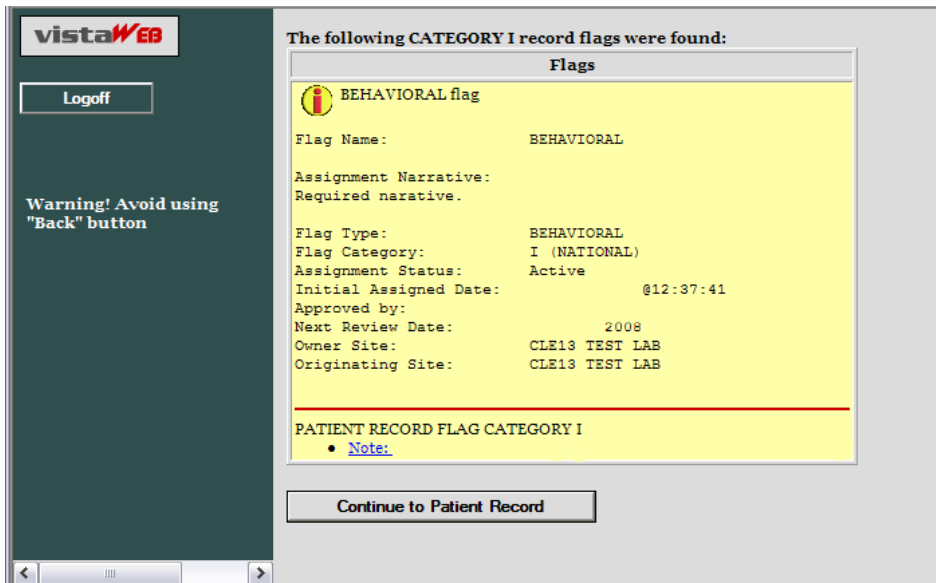 vistaWEB
Logoff
Warning! Avoid using
"Back" button
The following CATEGORY I record flags were found:
Flags
BEHAVIORAL flag
Flag Name: BEHAVIORAL
Assignment Narrative:
Required narative.
Flag Type: BEHAVIORAL
Flag Category: I (NATIONAL)
Assignment Status: Active
Initial Assigned Date: @12:37:41
Approved by:
Next Review Date: 2008
Owner Site: CLE13 TEST LAB
Originating Site: CLE13 TEST LAB
PATIENT RECORD FLAG CATEGORY I
• Note:
Continue to Patient Record